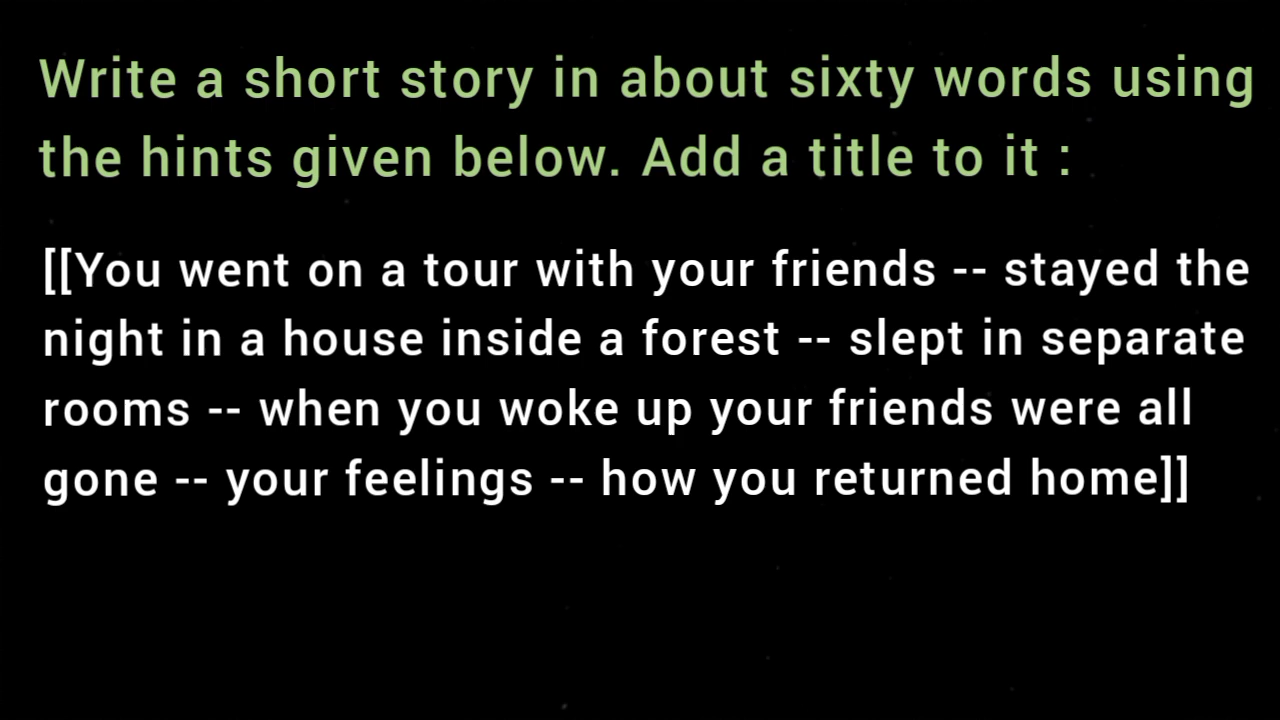 Write a short story in about sixty words using
the hints given below. Add a title to it :
[[You went on a tour with your friends -- stayed the
night in a house inside a forest -- slept in separate
rooms -- when you woke up your friends were all
gone -- your feelings -- how you returned home]]